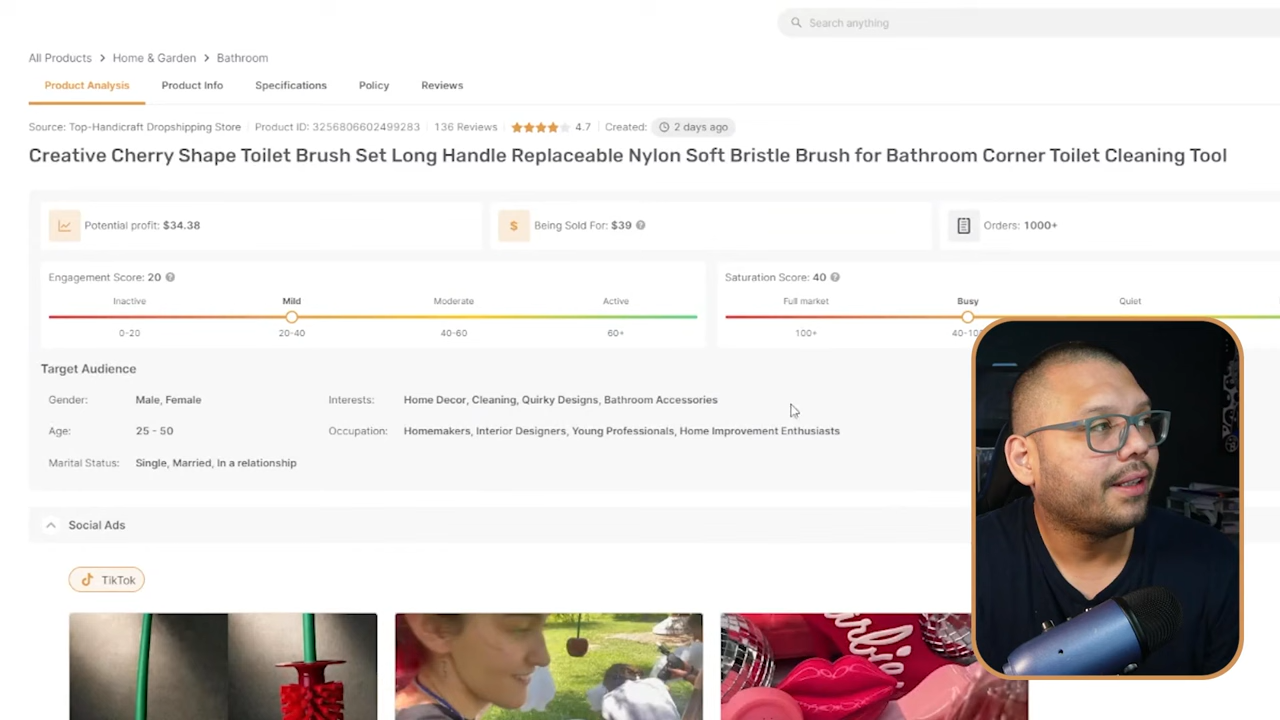 Search anything
All Products > Home & Garden > Bathroom
Product Analysis Product Info Specifications Policy Reviews
Source: Top-Handicraft Dropshipping Store Product ID: 3256806602499283 136 Reviews 4.7 Created: 2 days ago
Creative Cherry Shape Toilet Brush Set Long Handle Replaceable Nylon Soft Bristle Brush for Bathroom Corner Toilet Cleaning Tool
Potential profit: $34.38 $ Being Sold For: $39 Orders: 1000+
Engagement Score: 20 Saturation Score: 40
Inactive Mild Moderate Active Full market Busy Quiet
0-20 20-40 40-60 60+ 100+
Target Audience
Gender: Male, Female Interests: Home Decor, Cleaning, Quirky Designs, Bathroom Accessories
Age: 25 - 50 Occupation: Homemakers, Interior Designers, Young Professionals, Home Improvement Enthusiasts
Marital Status: Single, Married, In a relationship
Social Ads
TikTok